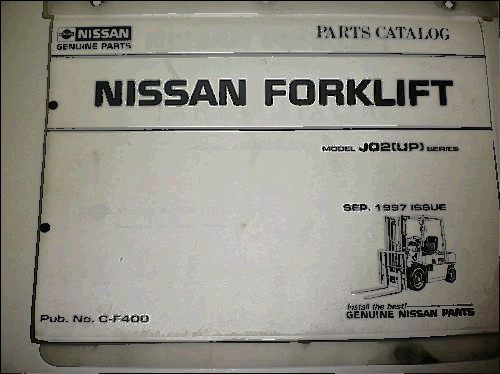 NISSAN
GENUINE PARTS
PARTS CATALOG
NISSAN FORKLIFT
MODEL J02(UP) SERIES
SEP. 1997 ISSUE
Install the best!
GENUINE NISSAN PARTS
Pub. No. C-F400